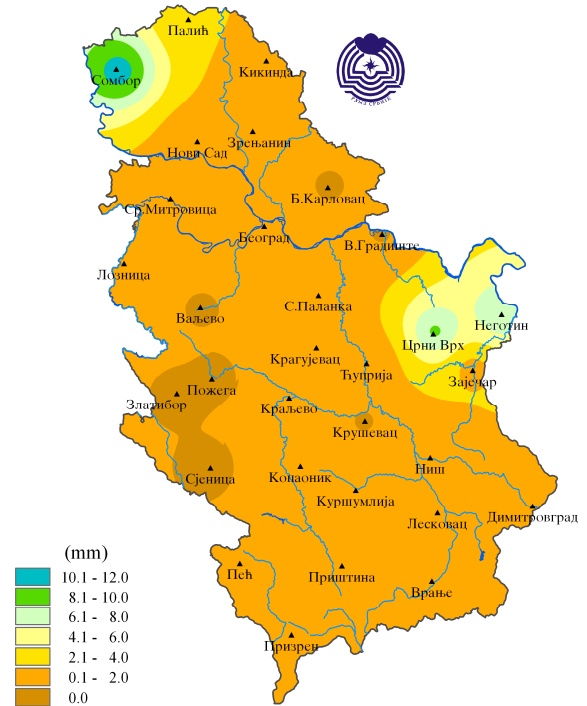 Палић
Кикинда
Сомбор
Зрењанин
Нови Сад
Б.Карловац
Ср.Митровица
Београд
В.Градиште
Лозница
С.Паланка
Ваљево
Неготин
Црни Врх
Крагујевац
Ћуприја
Зајечар
Пожега
Златибор
Краљево
Крушевац
Ниш
Сјеница
Копаоник
Куршумлија
Лесковац
Димитровград
Пећ
Приштина
Врање
Призрен
(mm)
10.1 - 12.0
8.1 - 10.0
6.1 - 8.0
4.1 - 6.0
2.1 - 4.0
0.1 - 2.0
0.0